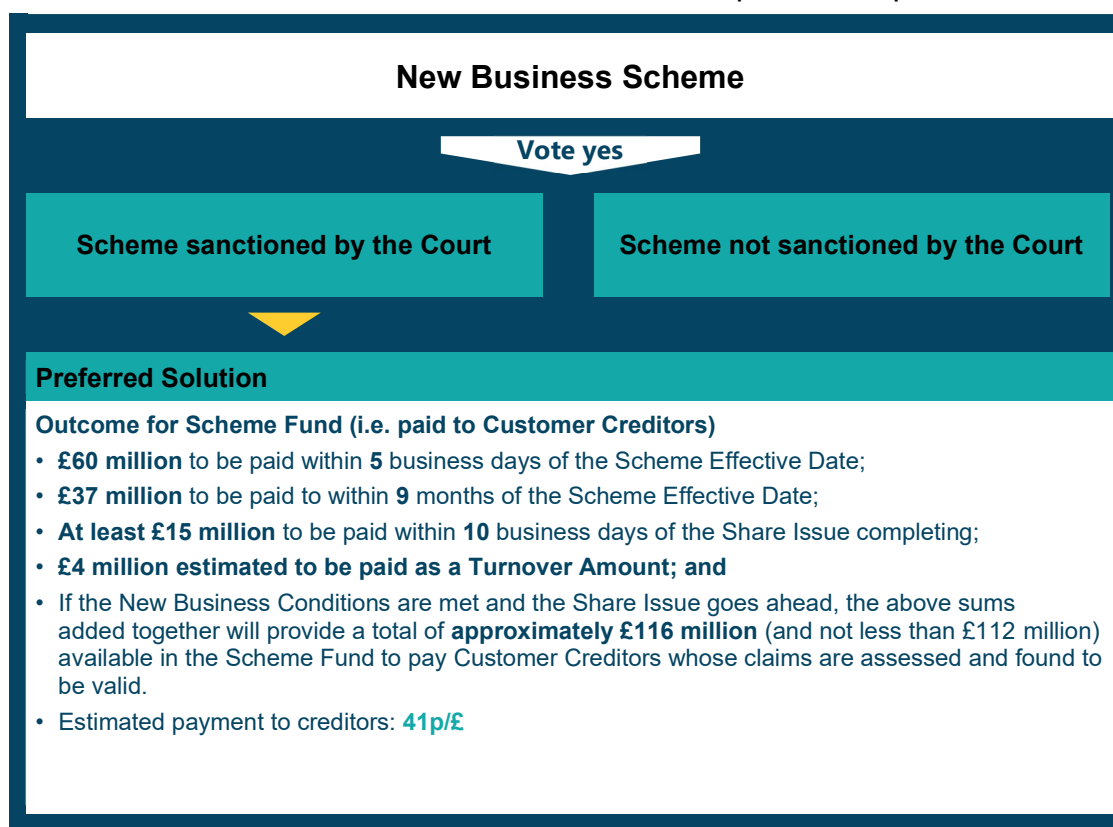 New Business Scheme
Vote yes
Scheme sanctioned by the Court
Scheme not sanctioned by the Court
Preferred Solution
Outcome for Scheme Fund (i.e. paid to Customer Creditors)
• £60 million to be paid within 5 business days of the Scheme Effective Date;
• £37 million to be paid to within 9 months of the Scheme Effective Date;
• At least £15 million to be paid within 10 business days of the Share Issue completing;
• £4 million estimated to be paid as a Turnover Amount; and
• If the New Business Conditions are met and the Share Issue goes ahead, the above sums
added together will provide a total of approximately £116 million (and not less than £112 million)
available in the Scheme Fund to pay Customer Creditors whose claims are assessed and found to
be valid.
• Estimated payment to creditors: 41p/£